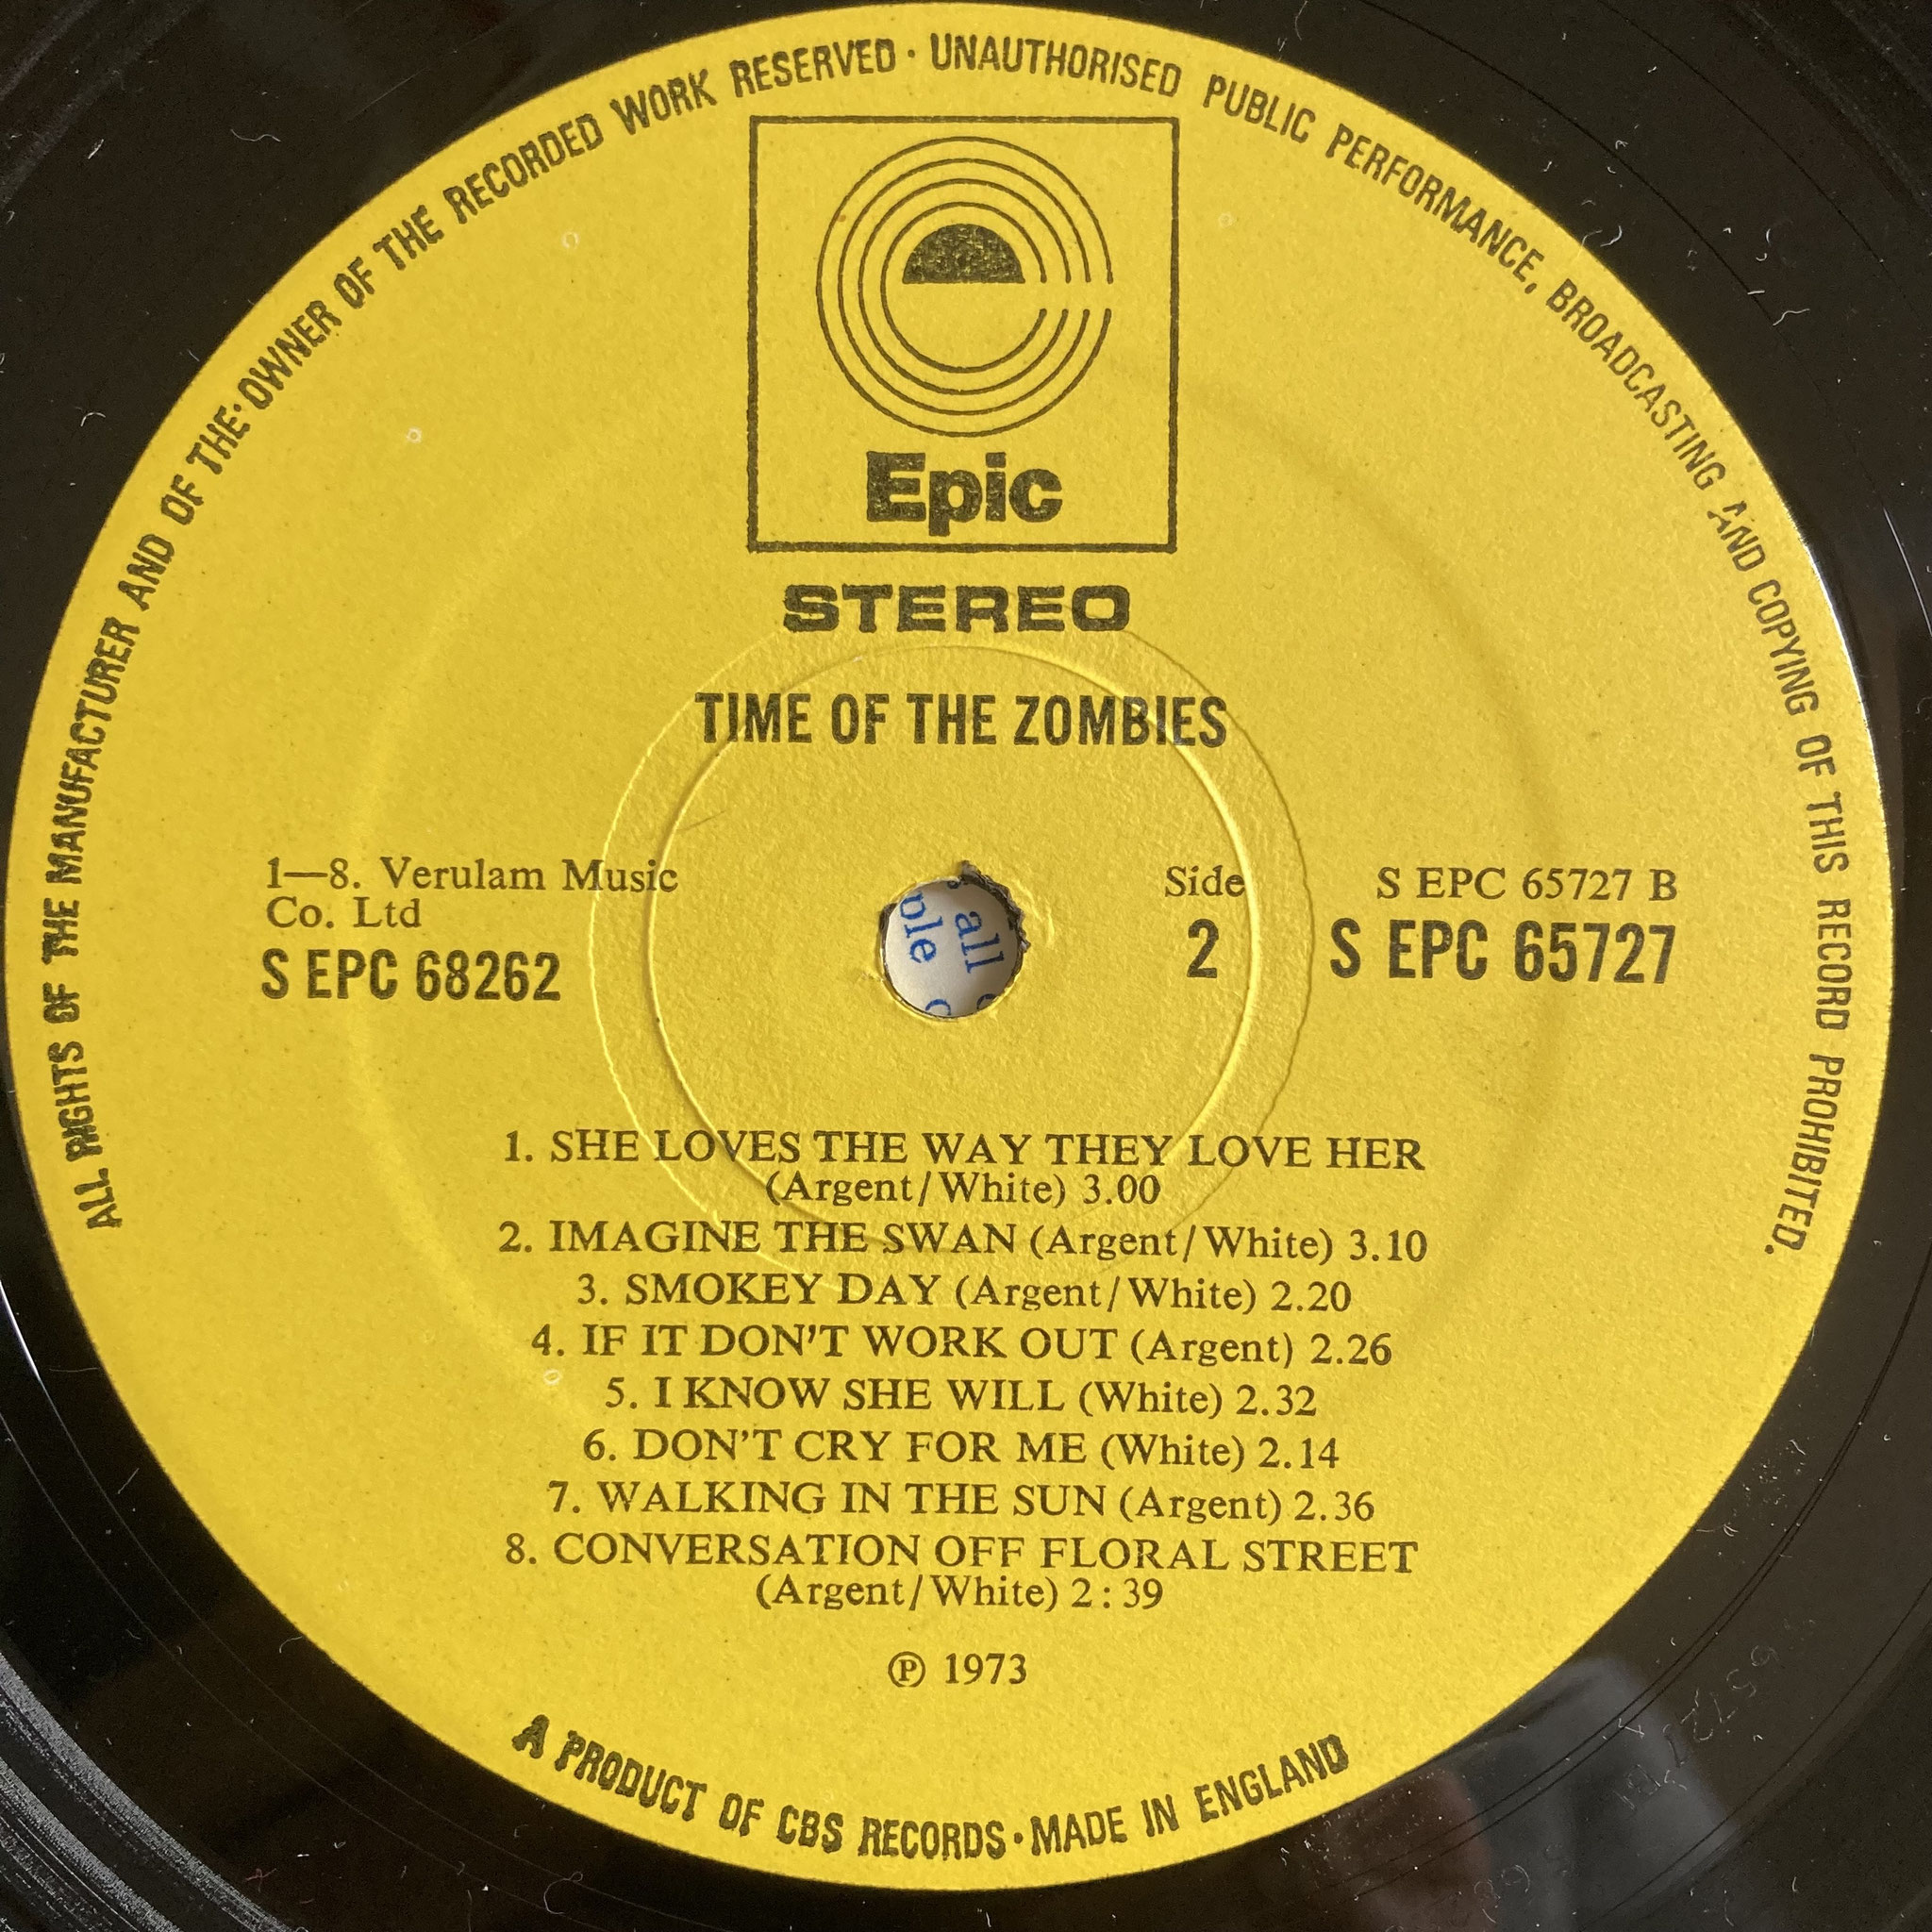 ALL RIGHTS OF THE MANUFACTURER AND OF THE OWNER OF THE RECORDED WORK RESERVED · UNAUTHORISED PUBLIC PERFORMANCE, BROADCASTING AND COPYING OF THIS RECORD PROHIBITED.
Epic
STEREO
TIME OF THE ZOMBIES
1—8. Verulam Music
Co. Ltd
S EPC 68262
all
ple
Side
2
S EPC 65727 B
S EPC 65727
1. SHE LOVES THE WAY THEY LOVE HER
(Argent/White) 3.00
2. IMAGINE THE SWAN (Argent/White) 3.10
3. SMOKEY DAY (Argent/White) 2.20
4. IF IT DON'T WORK OUT (Argent) 2.26
5. I KNOW SHE WILL (White) 2.32
6. DON'T CRY FOR ME (White) 2.14
7. WALKING IN THE SUN (Argent) 2.36
8. CONVERSATION OFF FLORAL STREET
(Argent/White) 2:39
℗ 1973
A PRODUCT OF CBS RECORDS · MADE IN ENGLAND